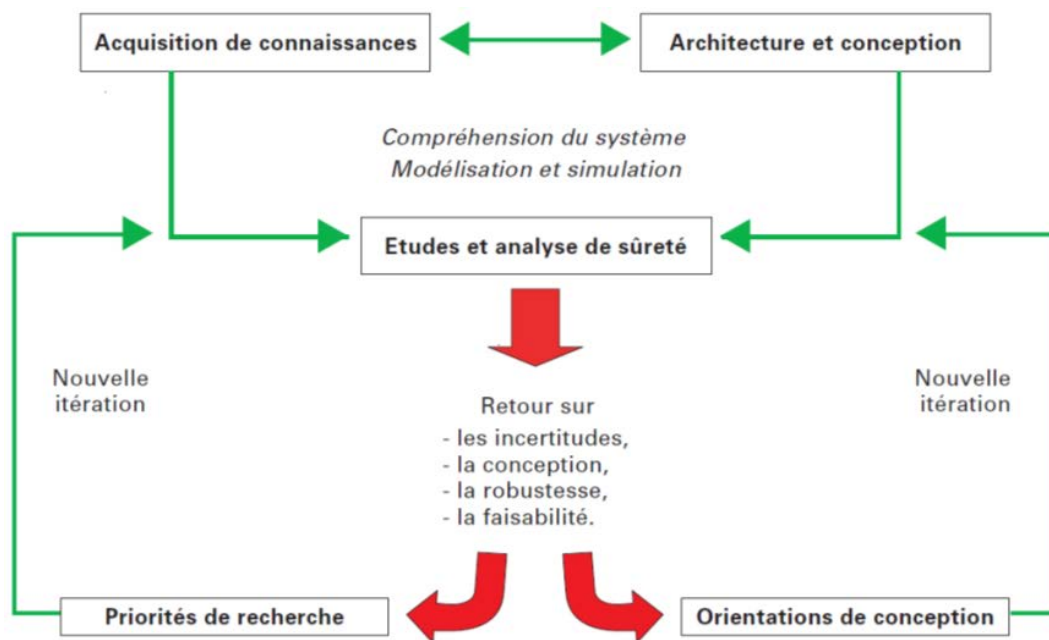 Acquisition de connaissances
Architecture et conception
Compréhension du système
Modélisation et simulation
Etudes et analyse de sûreté
Nouvelle
itération
Nouvelle
itération
Retour sur
- les incertitudes,
- la conception,
- la robustesse,
- la faisabilité.
Priorités de recherche
Orientations de conception